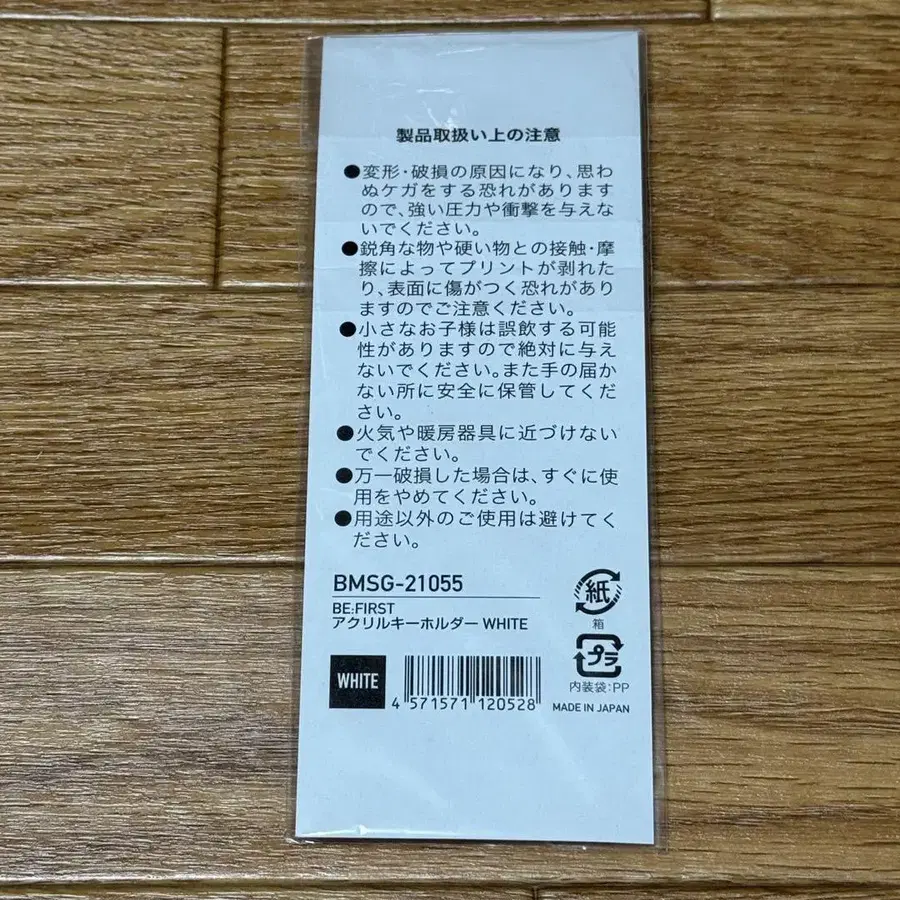 製品取扱い上の注意
●変形・破損の原因になり、思わ
ぬケガをする恐れがあります
ので、強い圧力や衝撃を与えな
いでください。
●鋭角な物や硬い物との接触・摩
擦によってプリントが剥れた
り、表面に傷がつく恐れがあり
ますのでご注意ください。
●小さなお子様は誤飲する可能
性がありますので絶対に与え
ないでください。また手の届か
ない所に安全に保管してくだ
さい。
●火気や暖房器具に近づけない
でください。
●万一破損した場合は、すぐに使
用をやめてください。
●用途以外のご使用は避けてく
ださい。
BMSG-21055
BE:FIRST
アクリルキーホルダー WHITE
紙
箱
プラ
内装袋:PP
WHITE
4 571571 120528
MADE IN JAPAN